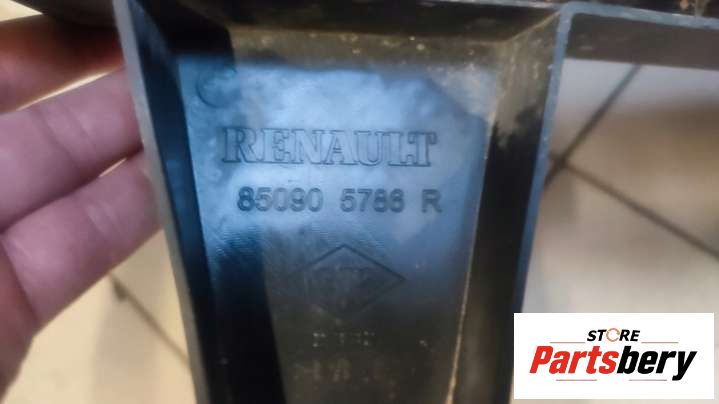 RENAULT
85090 5786 R
STORE
Partsbery